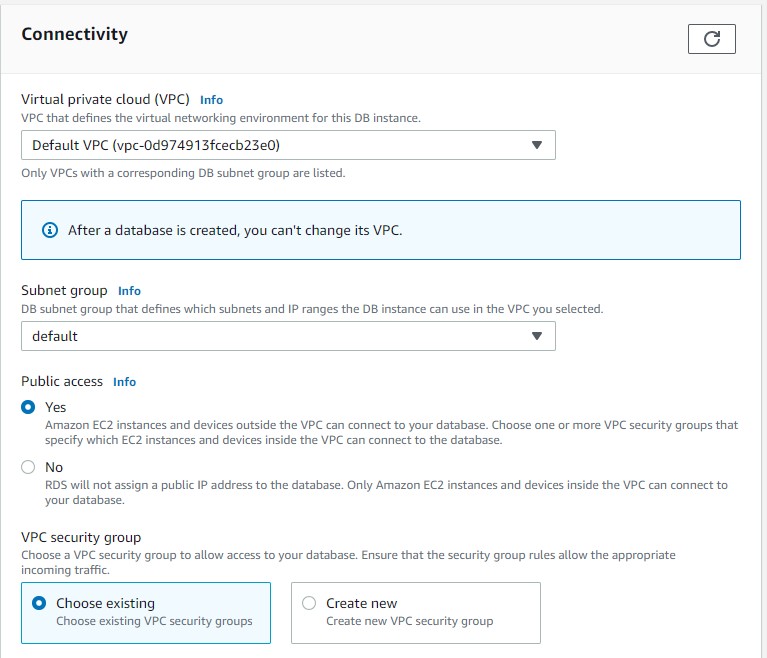 Connectivity
Virtual private cloud (VPC) Info
VPC that defines the virtual networking environment for this DB instance.
Default VPC (vpc-0d974913fcecb23e0)
Only VPCs with a corresponding DB subnet group are listed.
After a database is created, you can't change its VPC.
Subnet group Info
DB subnet group that defines which subnets and IP ranges the DB instance can use in the VPC you selected.
default
Public access Info
Yes
Amazon EC2 instances and devices outside the VPC can connect to your database. Choose one or more VPC security groups that
specify which EC2 instances and devices inside the VPC can connect to the database.
No
RDS will not assign a public IP address to the database. Only Amazon EC2 instances and devices inside the VPC can connect to
your database.
VPC security group
Choose a VPC security group to allow access to your database. Ensure that the security group rules allow the appropriate
incoming traffic.
Choose existing
Choose existing VPC security groups
Create new
Create new VPC security group